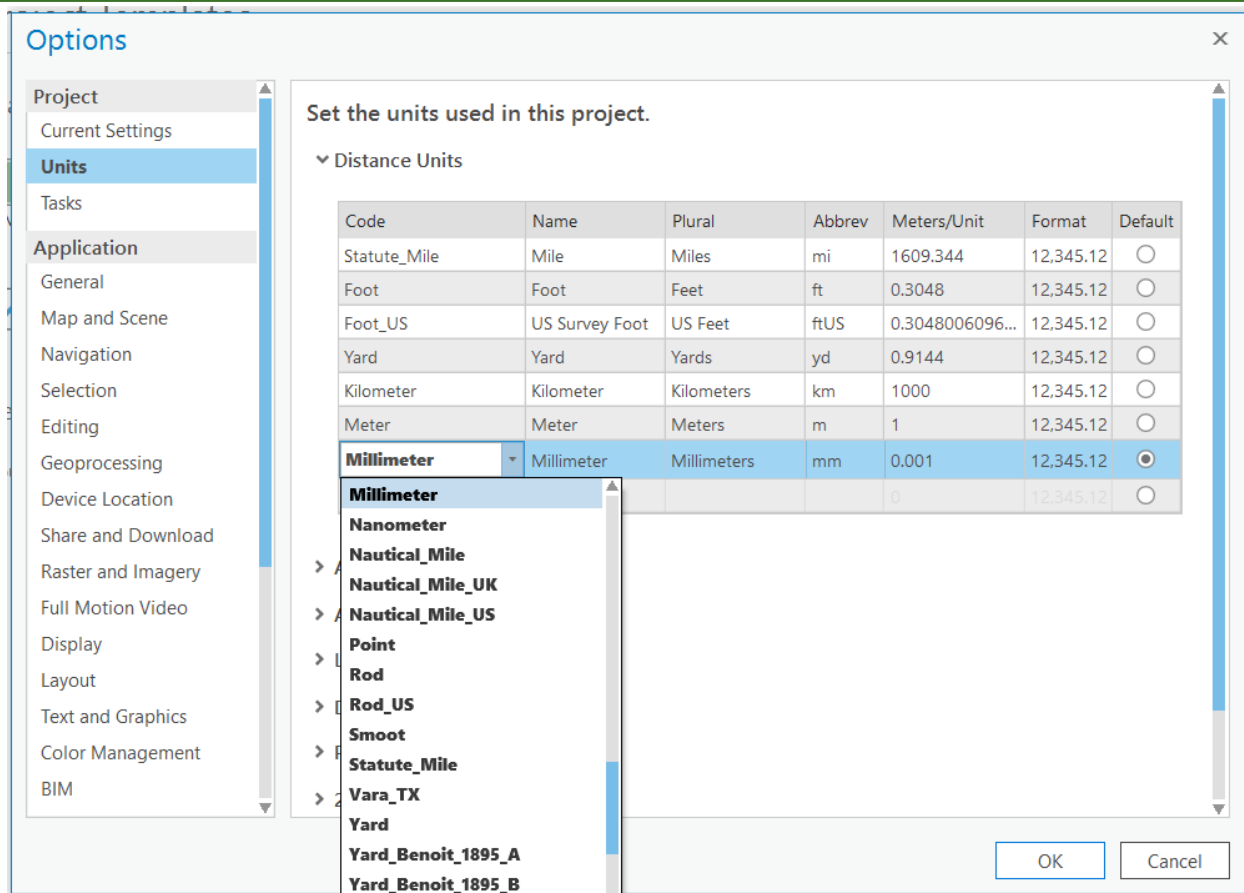 Options
Project
Current Settings
Units
Tasks
Application
General
Map and Scene
Navigation
Selection
Editing
Geoprocessing
Device Location
Share and Download
Raster and Imagery
Full Motion Video
Display
Layout
Text and Graphics
Color Management
BIM
Set the units used in this project.
Distance Units
Code Name Plural Abbrev Meters/Unit Format Default
Statute_Mile Mile Miles mi 1609.344 12,345.12
Foot Foot Feet ft 0.3048 12,345.12
Foot_US US Survey Foot US Feet ftUS 0.3048006096... 12,345.12
Yard Yard Yards yd 0.9144 12,345.12
Kilometer Kilometer Kilometers km 1000 12,345.12
Meter Meter Meters m 1 12,345.12
Millimeter Millimeter Millimeters mm 0.001 12,345.12
0 12,345.12
Millimeter
Nanometer
Nautical_Mile
Nautical_Mile_UK
Nautical_Mile_US
Point
Rod
Rod_US
Smoot
Statute_Mile
Vara_TX
Yard
Yard_Benoit_1895_A
Yard_Benoit_1895_B
OK
Cancel